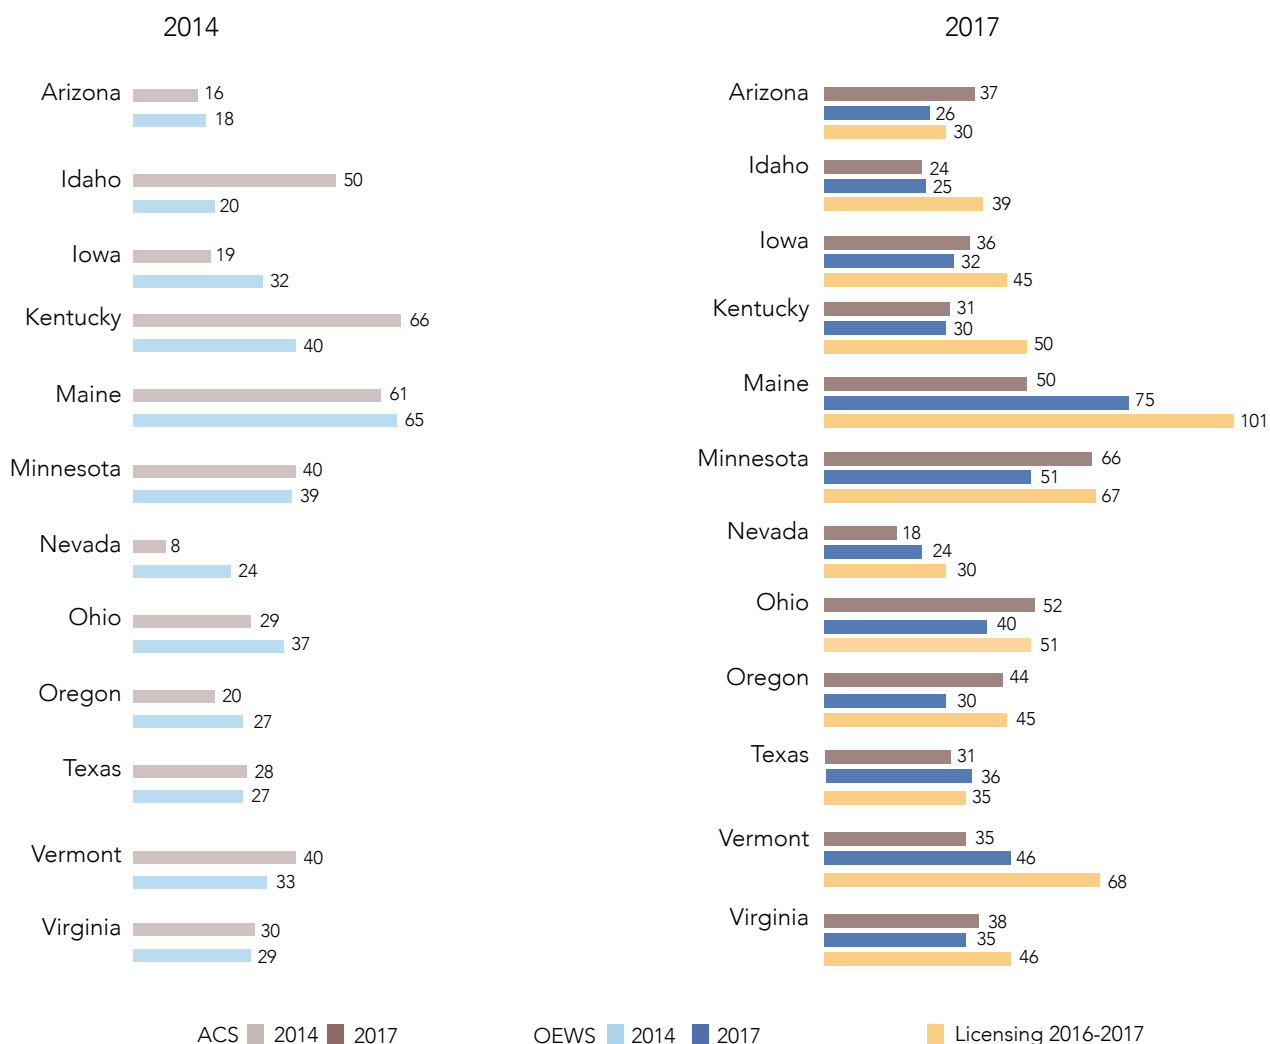 2014
Arizona 16
18
Idaho 50
20
Iowa 19
32
Kentucky 66
40
Maine 61
65
Minnesota 40
39
Nevada 8
24
Ohio 29
37
Oregon 20
27
Texas 28
27
Vermont 40
33
Virginia 30
29
2017
Arizona 37
26
30
Idaho 24
25
39
Iowa 36
32
45
Kentucky 31
30
50
Maine 50
75
101
Minnesota 66
51
67
Nevada 18
24
30
Ohio 52
40
51
Oregon 44
30
45
Texas 31
36
35
Vermont 35
46
68
Virginia 38
35
46
ACS 2014 2017 OEWS 2014 2017 Licensing 2016-2017